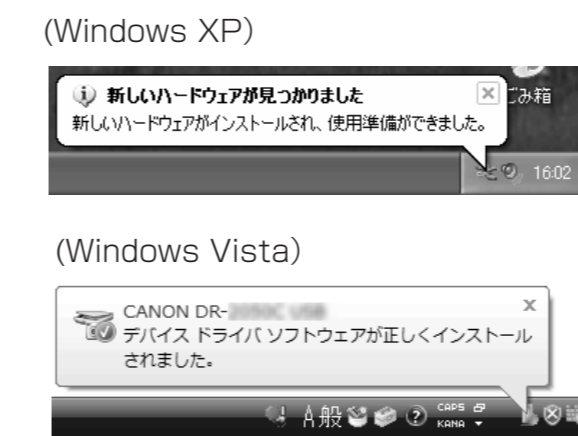 (Windows XP)
新しいハードウェアが見つかりました
ごみ箱
新しいハードウェアがインストールされ、使用準備ができました。
16:02
(Windows Vista)
CANON DR-
デバイス ドライバ ソフトウェアが正しくインストール
されました。
A 般 CAPS
KANA